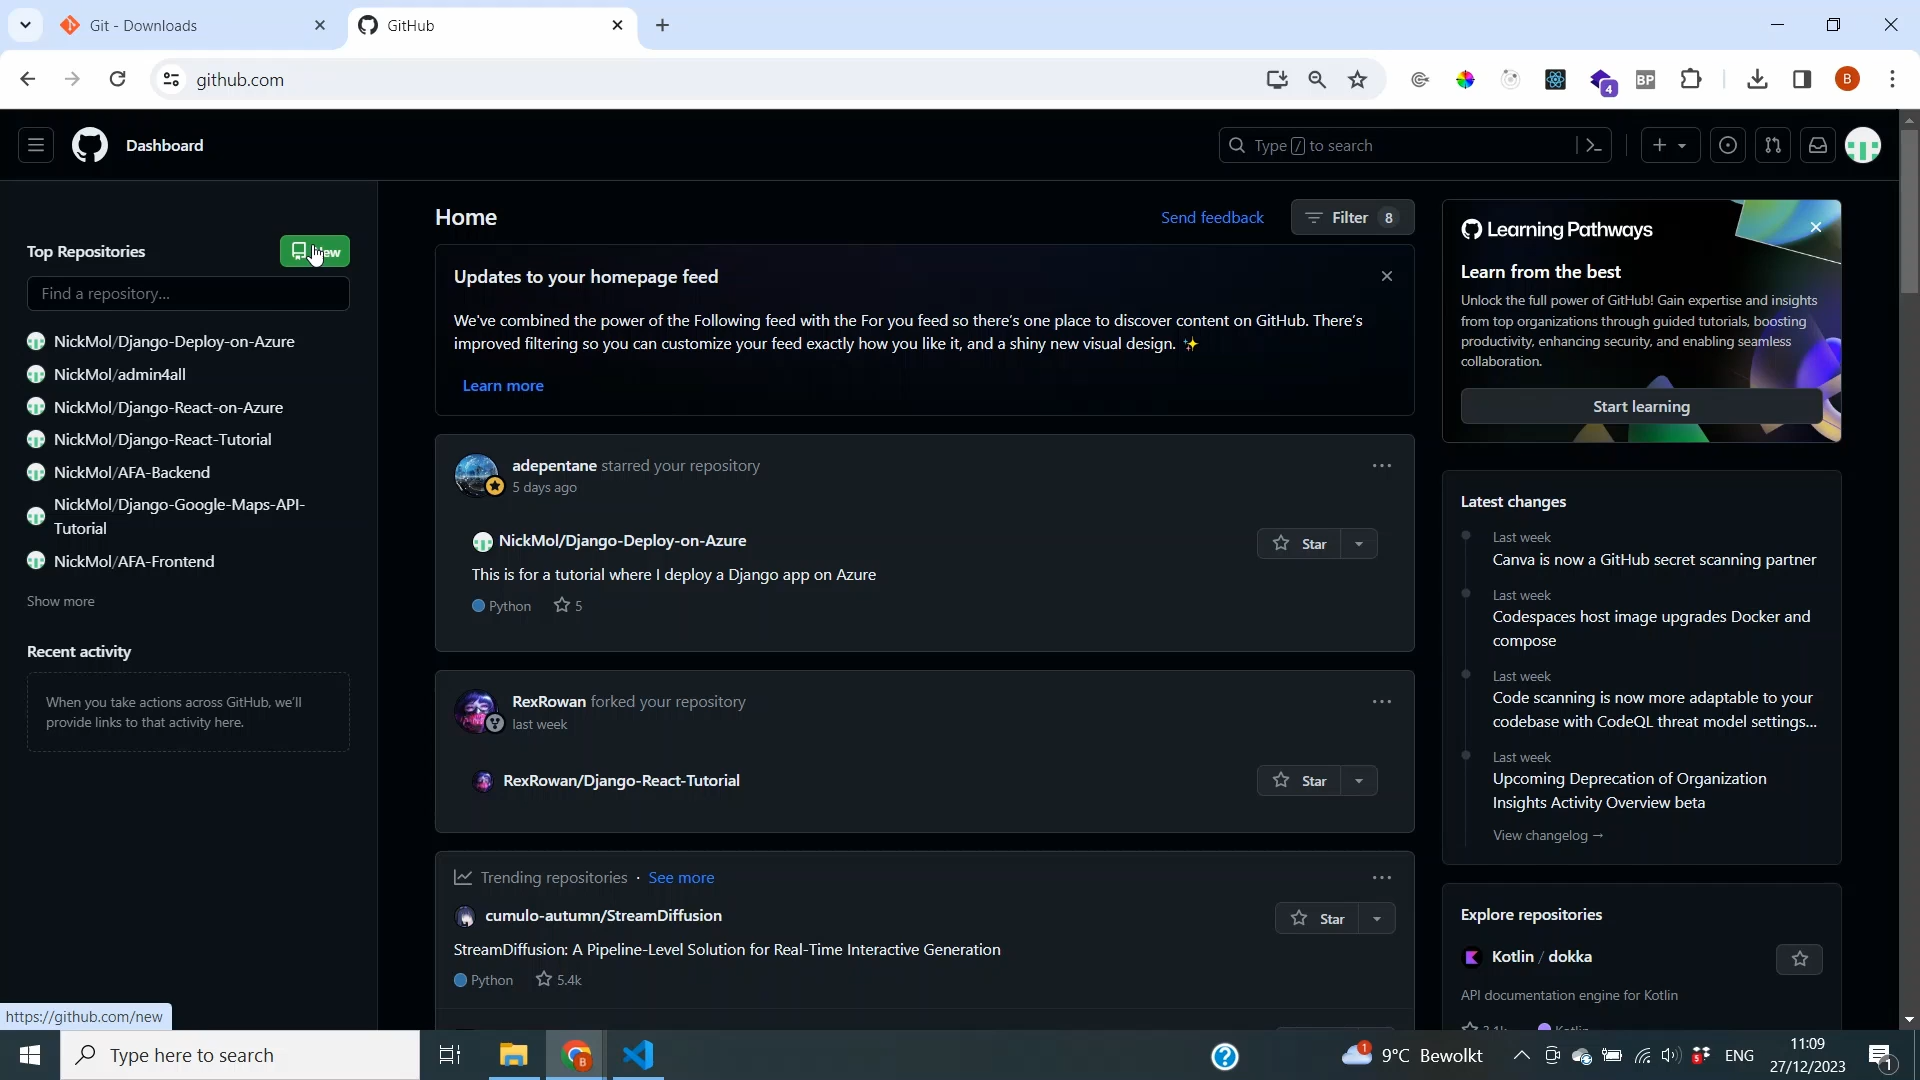 Git - Downloads
GitHub
github.com
4
BP
B
Dashboard
Type / to search
Top Repositories
Find a repository...
NickMol/Django-Deploy-on-Azure
NickMol/admin4all
NickMol/Django-React-on-Azure
NickMol/Django-React-Tutorial
NickMol/AFA-Backend
NickMol/Django-Google-Maps-API-
Tutorial
NickMol/AFA-Frontend
Show more
Recent activity
When you take actions across GitHub, we'll
provide links to that activity here.
Home
Send feedback
Filter 8
Updates to your homepage feed
We've combined the power of the Following feed with the For you feed so there's one place to discover content on GitHub. There's
improved filtering so you can customize your feed exactly how you like it, and a shiny new visual design. ✨
Learn more
adepentane starred your repository
5 days ago
NickMol/Django-Deploy-on-Azure
Star
This is for a tutorial where I deploy a Django app on Azure
Python 5
RexRowan forked your repository
last week
RexRowan/Django-React-Tutorial
Star
Trending repositories · See more
cumulo-autumn/StreamDiffusion
Star
StreamDiffusion: A Pipeline-Level Solution for Real-Time Interactive Generation
Python 5.4k
Learning Pathways
Learn from the best
Unlock the full power of GitHub! Gain expertise and insights
from top organizations through guided tutorials, boosting
productivity, enhancing security, and enabling seamless
collaboration.
Start learning
Latest changes
Last week
Canva is now a GitHub secret scanning partner
Last week
Codespaces host image upgrades Docker and
compose
Last week
Code scanning is now more adaptable to your
codebase with CodeQL threat model settings...
Last week
Upcoming Deprecation of Organization
Insights Activity Overview beta
View changelog →
Explore repositories
Kotlin / dokka
API documentation engine for Kotlin
https://github.com/new
Type here to search
B
1
9°C Bewolkt
5
ENG
11:09
27/12/2023
1